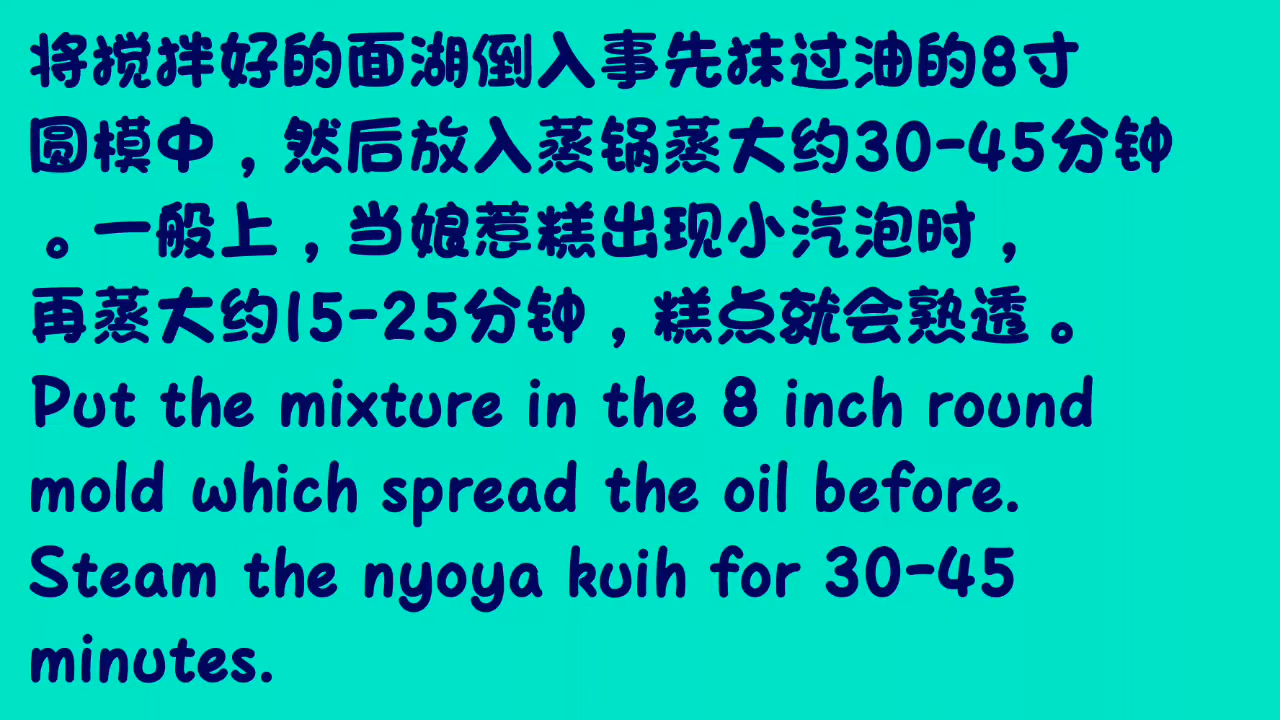 将搅拌好的面湖倒入事先抹过油的8寸
圆模中，然后放入蒸锅蒸大约30-45分钟
。一般上，当娘惹糕出现小汽泡时，
再蒸大约15-25分钟，糕点就会熟透。
Put the mixture in the 8 inch round
mold which spread the oil before.
Steam the nyoya kuih for 30-45
minutes.